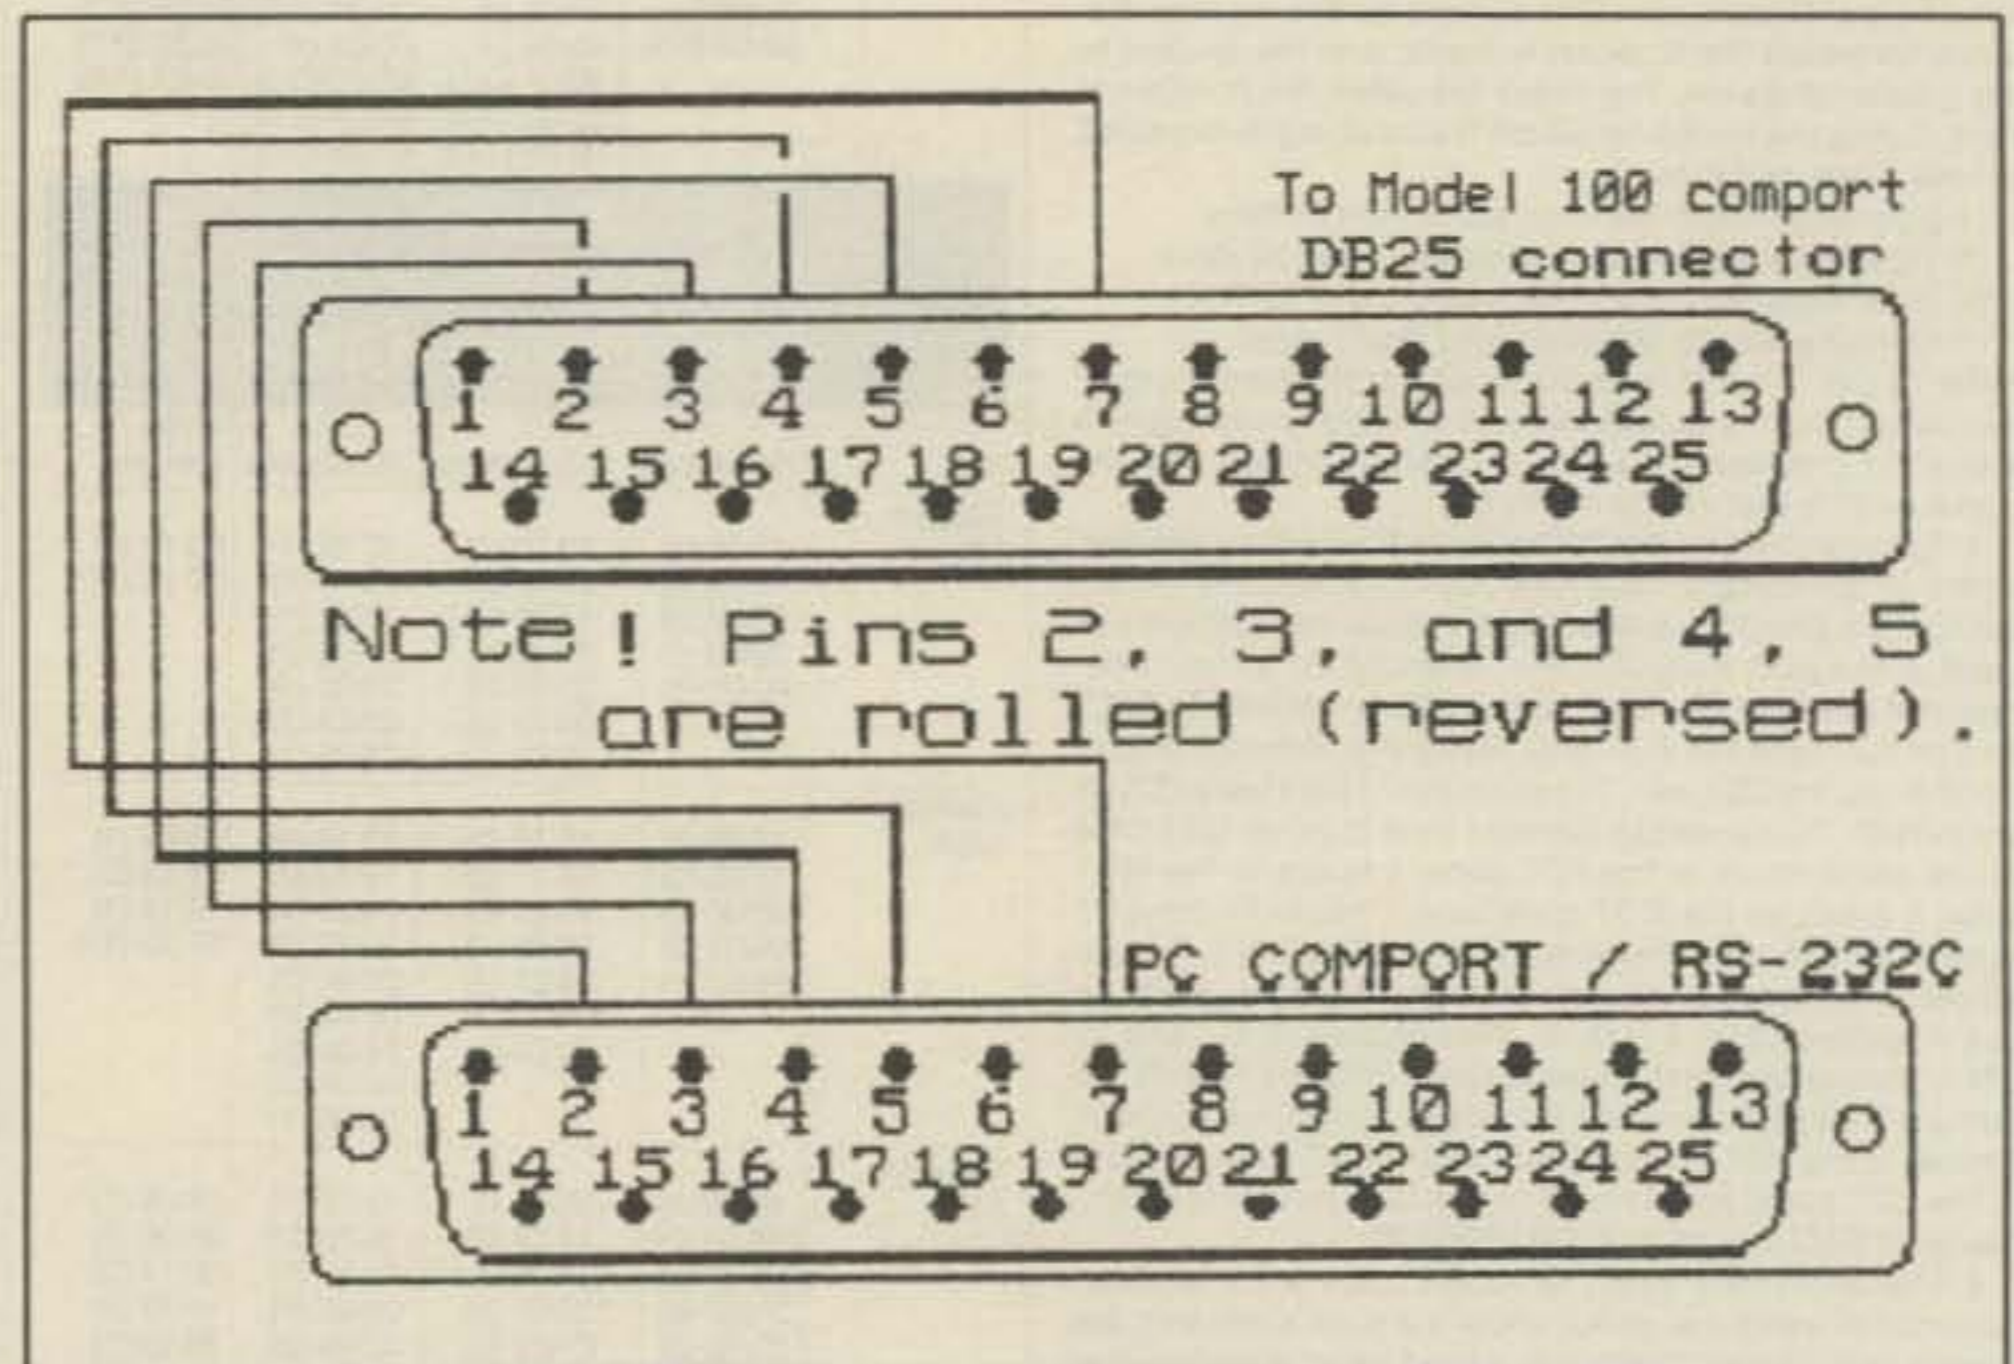 To Model 100 comport
DB25 connector
1 2 3 4 5 6 7 8 9 10 11 12 13
14 15 16 17 18 19 20 21 22 23 24 25
Note! Pins 2, 3, and 4, 5
are rolled (reversed).
PC COMPORT / RS-232C
1 2 3 4 5 6 7 8 9 10 11 12 13
14 15 16 17 18 19 20 21 22 23 24 25